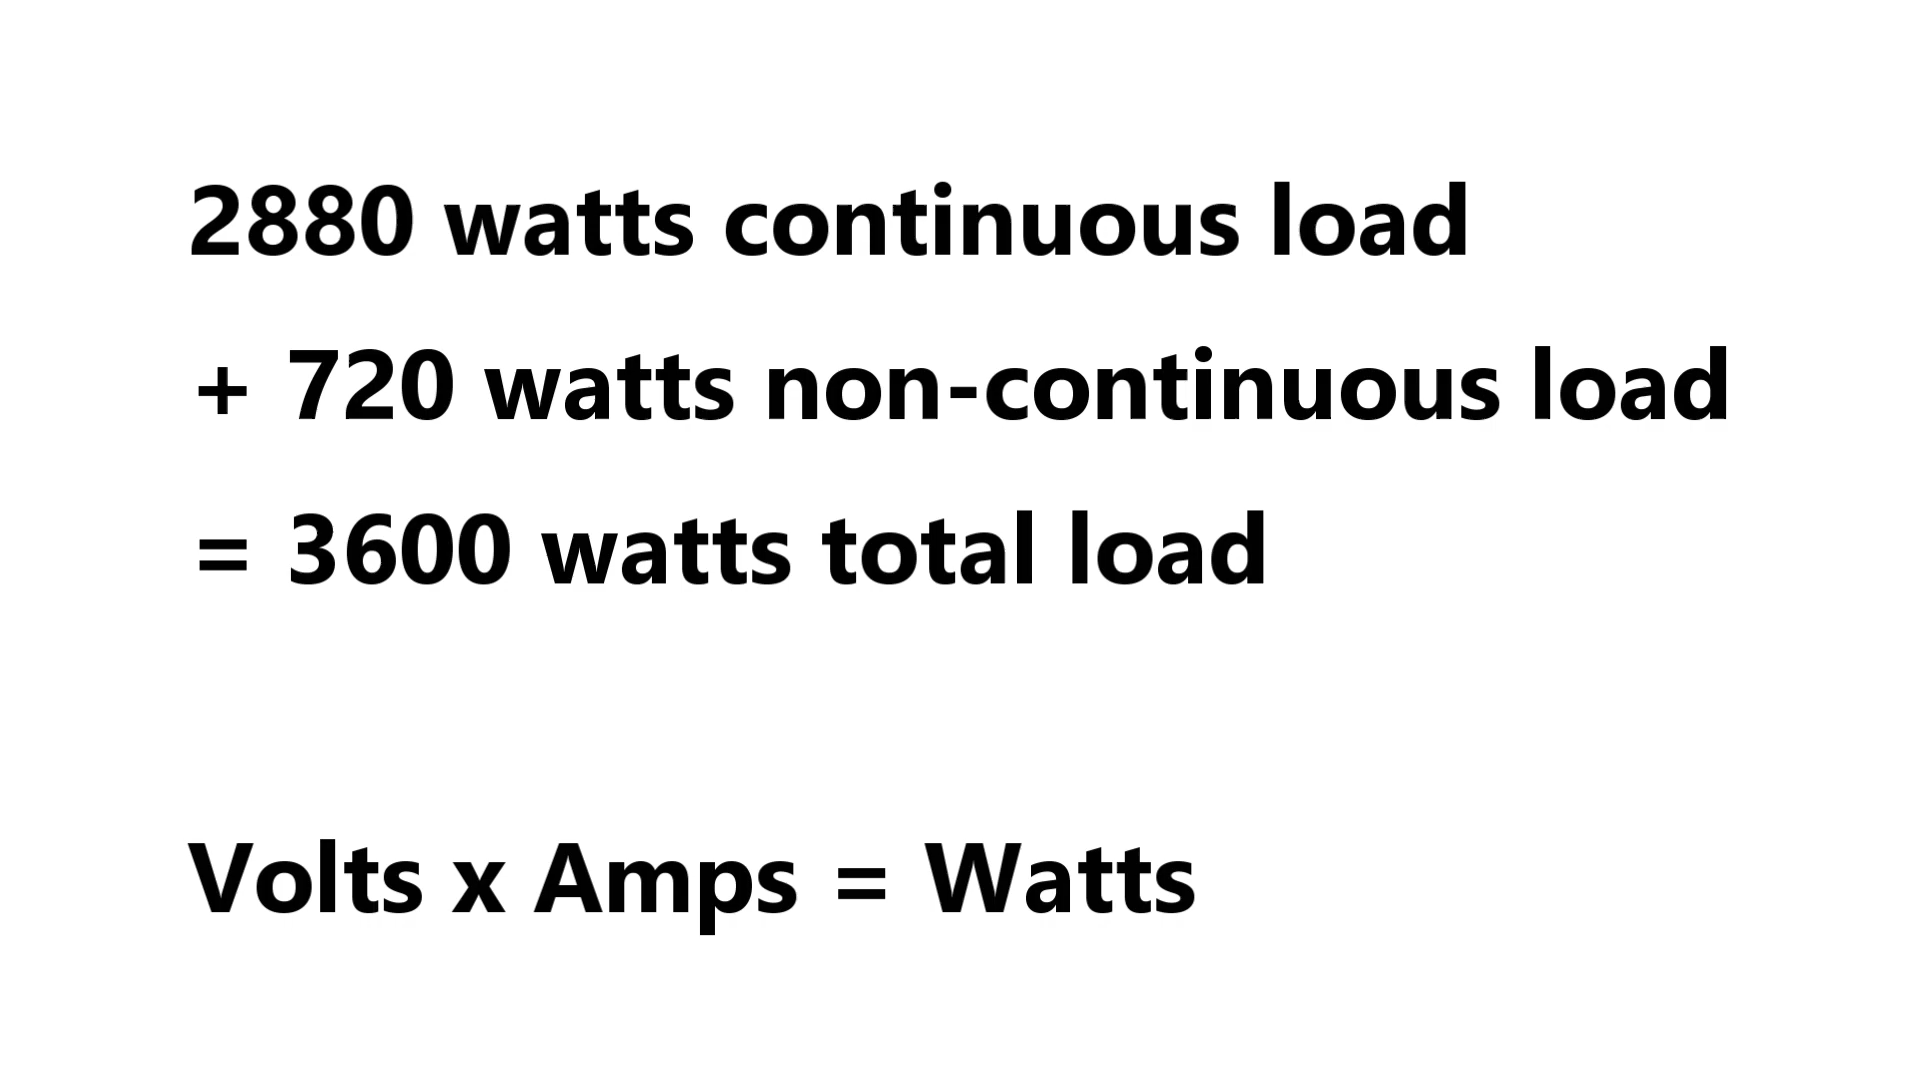 2880 watts continuous load
+ 720 watts non-continuous load
= 3600 watts total load
Volts x Amps = Watts